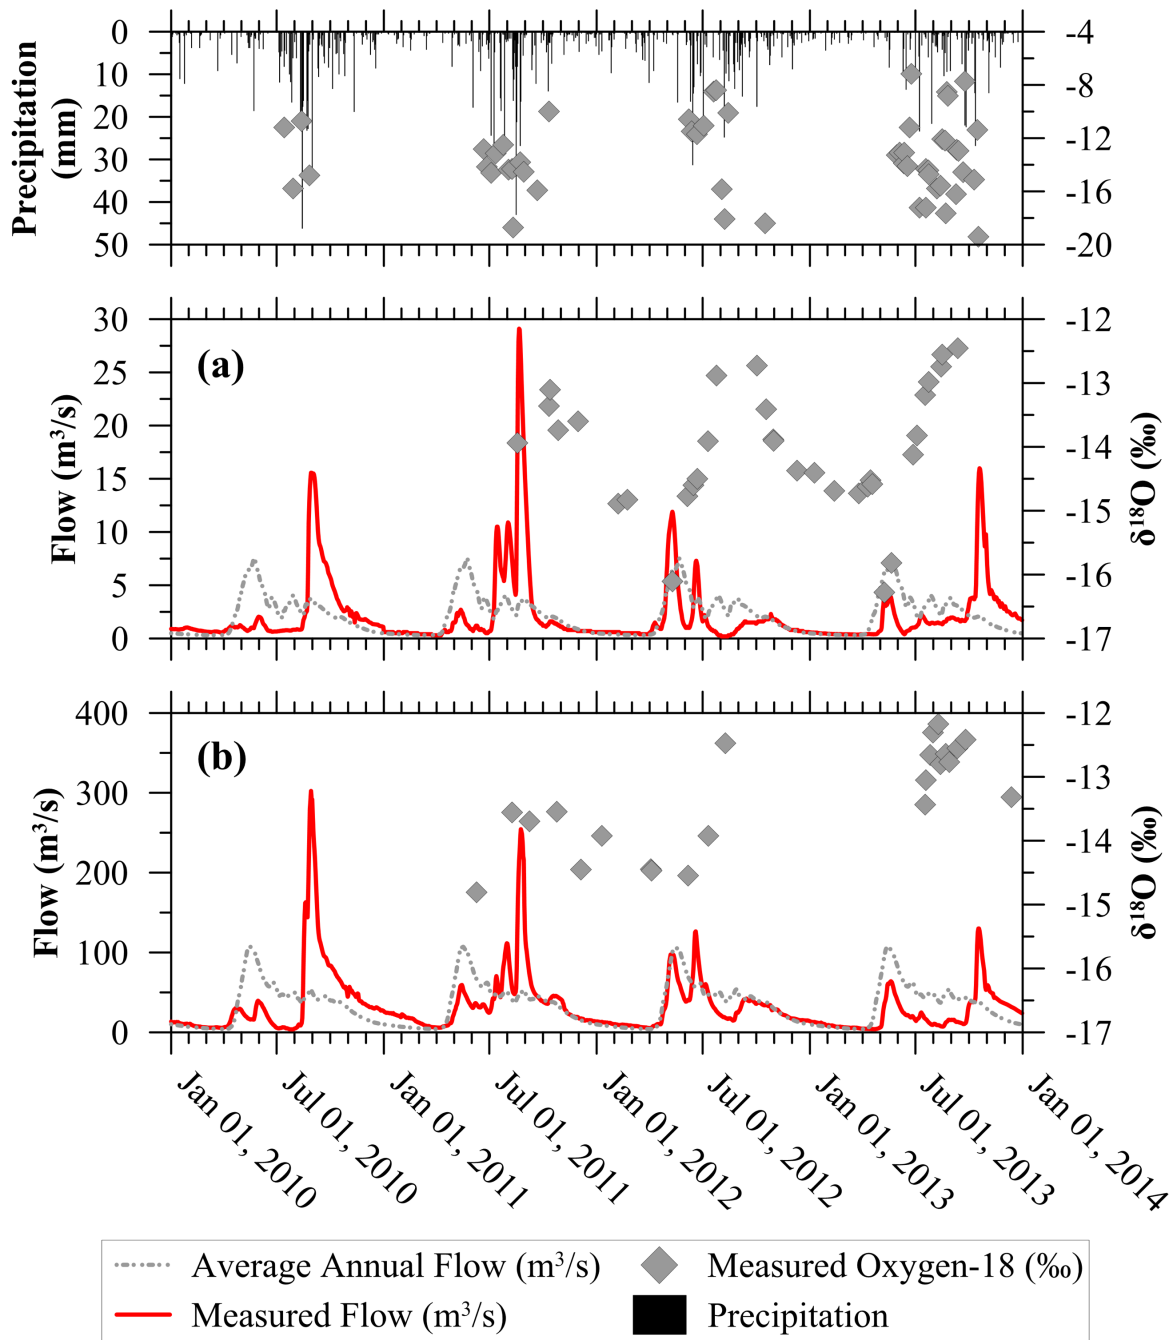 0
10
20
30
40
50
Precipitation
(mm)
-4
-8
-12
-16
-20
(a)
30
25
20
15
10
5
0
Flow (m³/s)
-12
-13
-14
-15
-16
-17
δ¹⁸O (‰)
(b)
400
300
200
100
0
Flow (m³/s)
-12
-13
-14
-15
-16
-17
δ¹⁸O (‰)
Jan 01, 2010
Jul 01, 2010
Jan 01, 2011
Jul 01, 2011
Jan 01, 2012
Jul 01, 2012
Jan 01, 2013
Jul 01, 2013
Jan 01, 2014
Average Annual Flow (m³/s)
Measured Oxygen-18 (‰)
Measured Flow (m³/s)
Precipitation